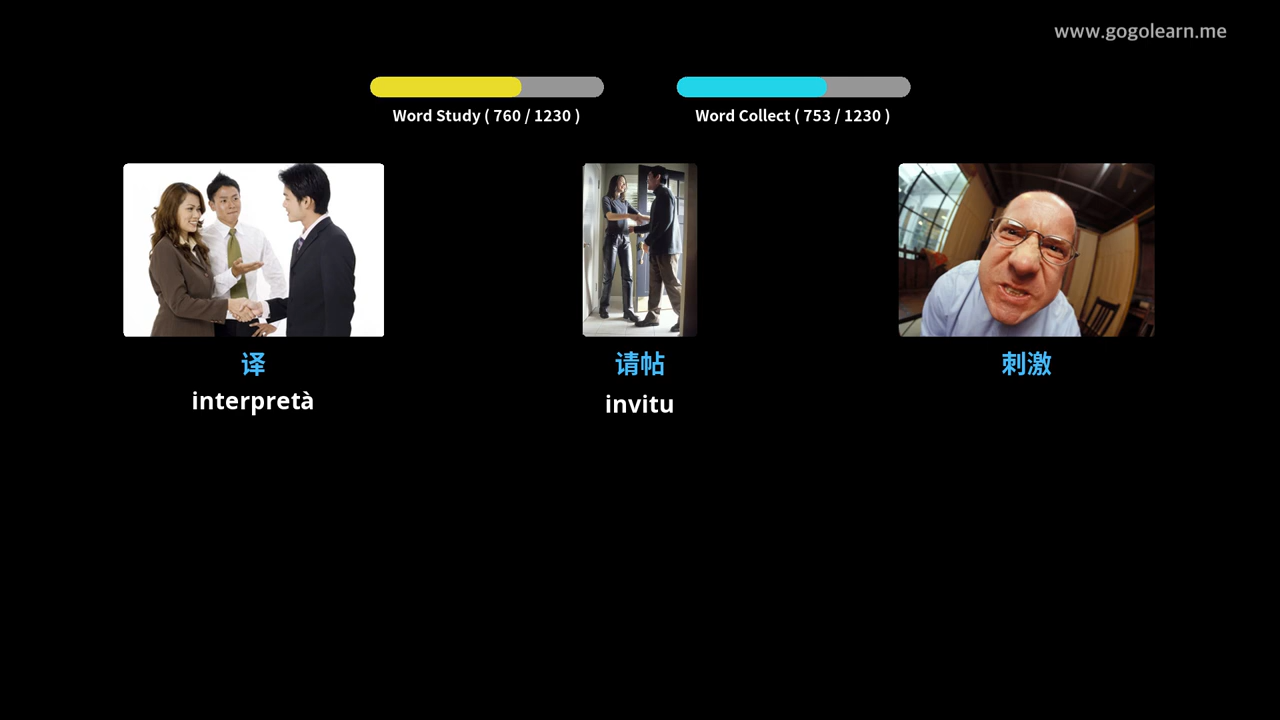 www.gogolearn.me
Word Study ( 760 / 1230 )
Word Collect ( 753 / 1230 )
译
interpretà
请帖
invitu
刺激